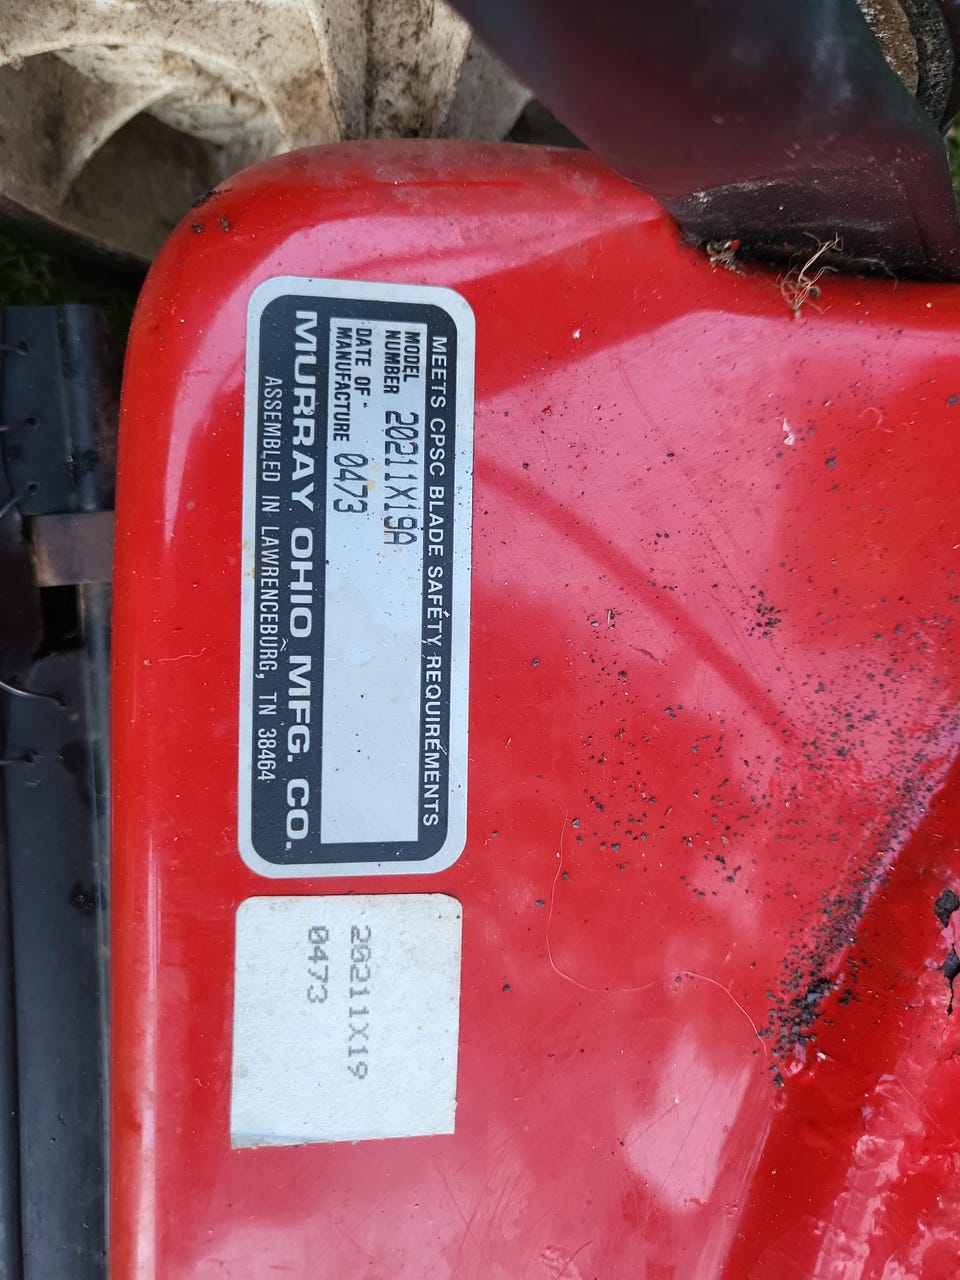 MEETS CPSC BLADE SAFETY REQUIREMENTS
MODEL
NUMBER 20211X19A
DATE OF
MANUFACTURE 0473
MURRAY OHIO MFG. CO.
ASSEMBLED IN LAWRENCEBURG, TN 38464
20211X19
0473